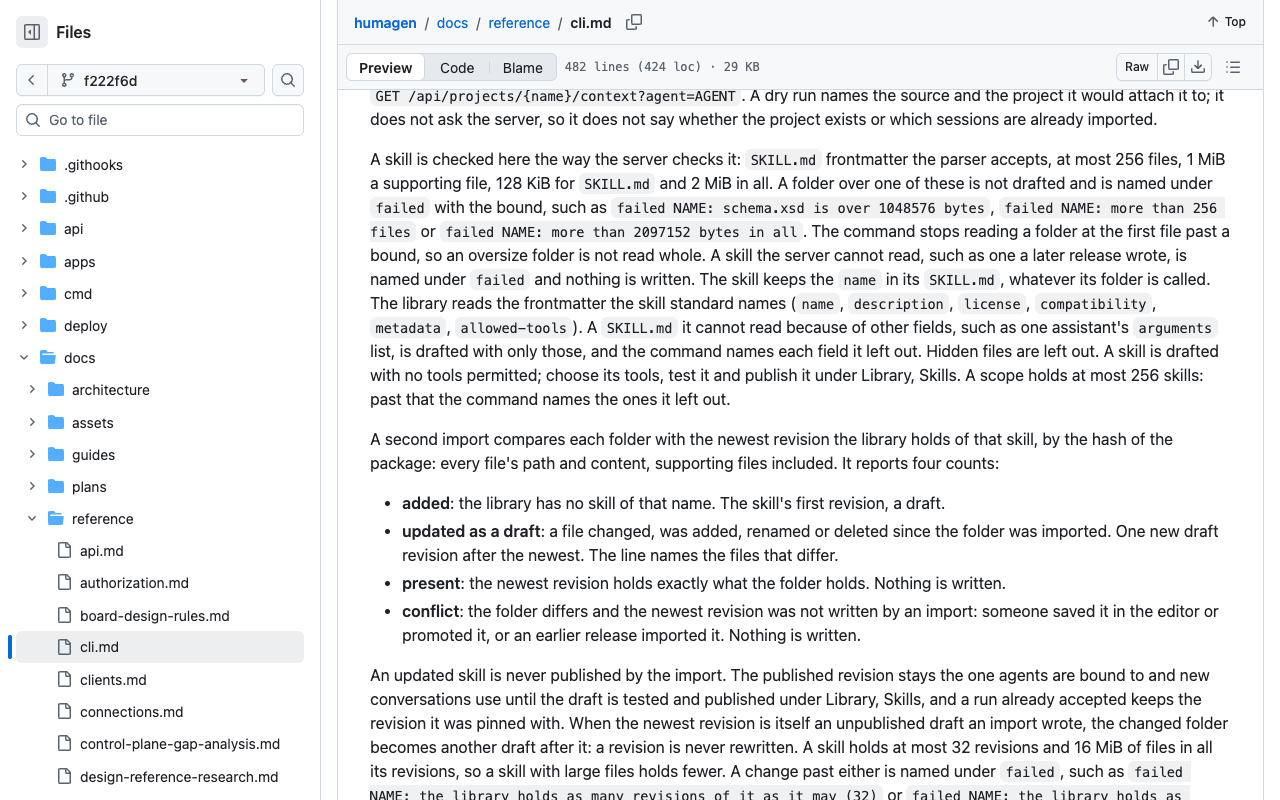 Files
f222f6d
Go to file
.githooks
.github
api
apps
cmd
deploy
docs
architecture
assets
guides
plans
reference
api.md
authorization.md
board-design-rules.md
cli.md
clients.md
connections.md
control-plane-gap-analysis.md
design-reference-research.md
humagen / docs / reference / cli.md
Top
Preview Code Blame 482 lines (424 loc) · 29 KB
Raw
GET /api/projects/{name}/context?agent=AGENT . A dry run names the source and the project it would attach it to; it
does not ask the server, so it does not say whether the project exists or which sessions are already imported.
A skill is checked here the way the server checks it: SKILL.md frontmatter the parser accepts, at most 256 files, 1 MiB
a supporting file, 128 KiB for SKILL.md and 2 MiB in all. A folder over one of these is not drafted and is named under
failed with the bound, such as failed NAME: schema.xsd is over 1048576 bytes , failed NAME: more than 256
files or failed NAME: more than 2097152 bytes in all . The command stops reading a folder at the first file past a
bound, so an oversize folder is not read whole. A skill the server cannot read, such as one a later release wrote, is
named under failed and nothing is written. The skill keeps the name in its SKILL.md , whatever its folder is called.
The library reads the frontmatter the skill standard names ( name , description , license , compatibility ,
metadata , allowed-tools ). A SKILL.md it cannot read because of other fields, such as one assistant's arguments
list, is drafted with only those, and the command names each field it left out. Hidden files are left out. A skill is drafted
with no tools permitted; choose its tools, test it and publish it under Library, Skills. A scope holds at most 256 skills:
past that the command names the ones it left out.
A second import compares each folder with the newest revision the library holds of that skill, by the hash of the
package: every file's path and content, supporting files included. It reports four counts:
• added: the library has no skill of that name. The skill's first revision, a draft.
• updated as a draft: a file changed, was added, renamed or deleted since the folder was imported. One new draft
revision after the newest. The line names the files that differ.
• present: the newest revision holds exactly what the folder holds. Nothing is written.
• conflict: the folder differs and the newest revision was not written by an import: someone saved it in the editor or
promoted it, or an earlier release imported it. Nothing is written.
An updated skill is never published by the import. The published revision stays the one agents are bound to and new
conversations use until the draft is tested and published under Library, Skills, and a run already accepted keeps the
revision it was pinned with. When the newest revision is itself an unpublished draft an import wrote, the changed folder
becomes another draft after it: a revision is never rewritten. A skill holds at most 32 revisions and 16 MiB of files in all
its revisions, so a skill with large files holds fewer. A change past either is named under failed , such as failed
NAME: the library holds as many revisions of it as it may (32) or failed NAME: the library holds as